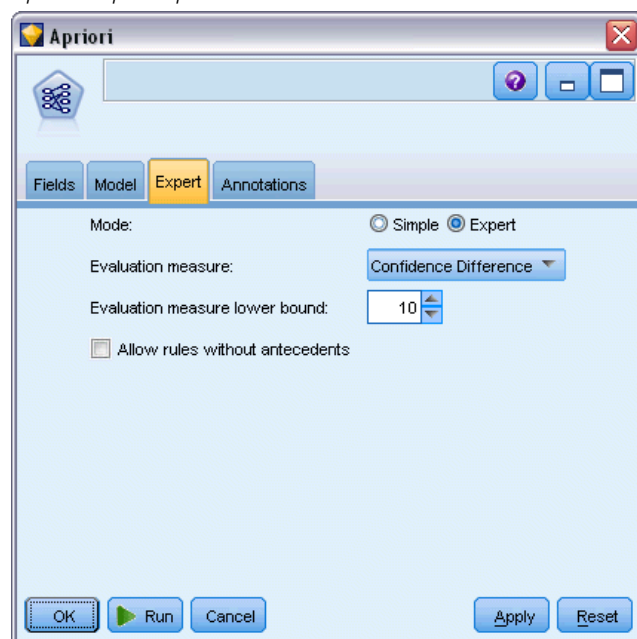 Apriori
Fields Model Expert Annotations
Mode: Simple Expert
Evaluation measure: Confidence Difference
Evaluation measure lower bound: 10
Allow rules without antecedents
OK Run Cancel Apply Reset